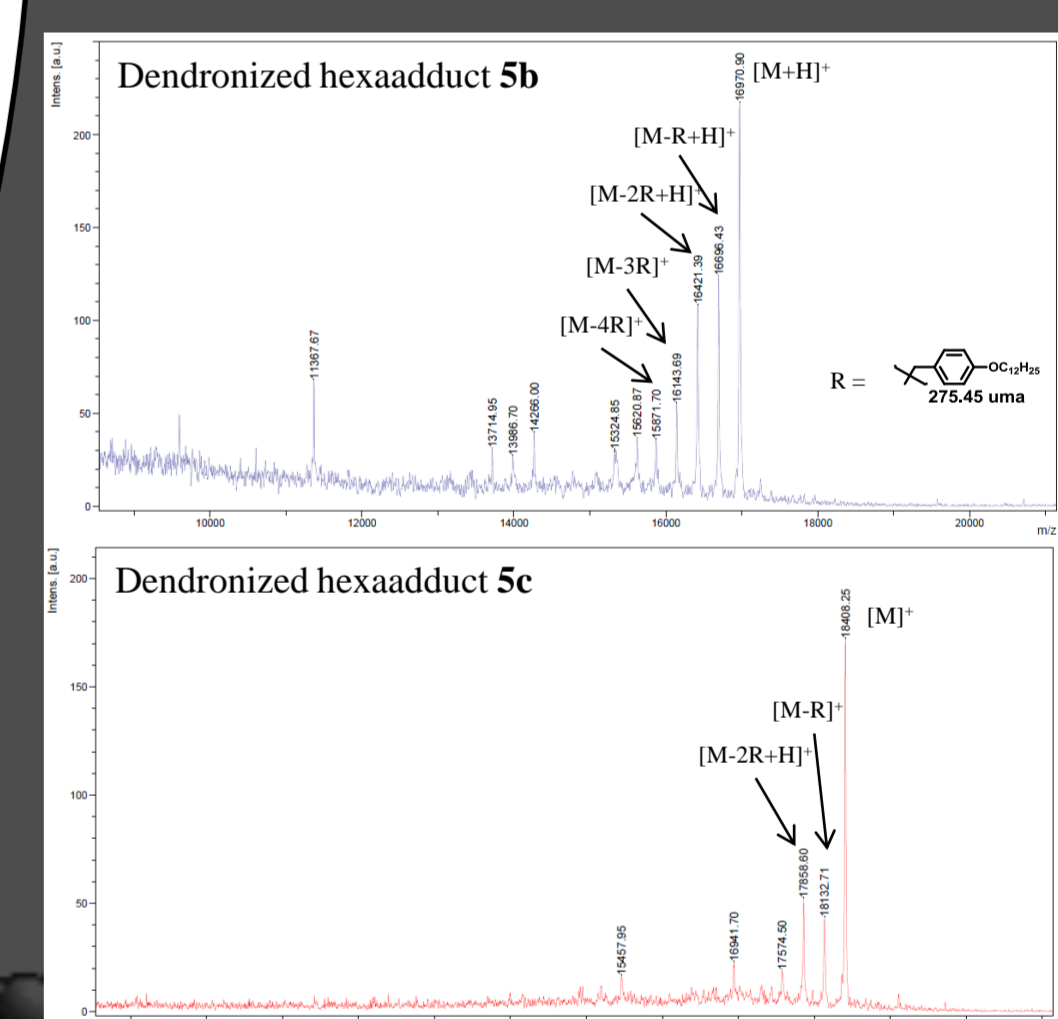 Intens. [a.u.]
Dendronized hexaadduct 5b
16970.90
[M+H]+
[M-R+H]+
[M-2R+H]+
[M-3R]+
[M-4R]+
200
150
100
50
0
11367.67
13714.95
13986.70
14266.00
15324.85
15620.87
15871.70
16143.69
16421.39
16696.43
R =
OC12H25
275.45 uma
10000 12000 14000 16000 18000 20000
m/z
Intens. [a.u.]
Dendronized hexaadduct 5c
18408.25
[M]+
[M-R]+
[M-2R+H]+
200
150
100
50
0
15457.95
16941.70
17574.50
17858.60
18132.71